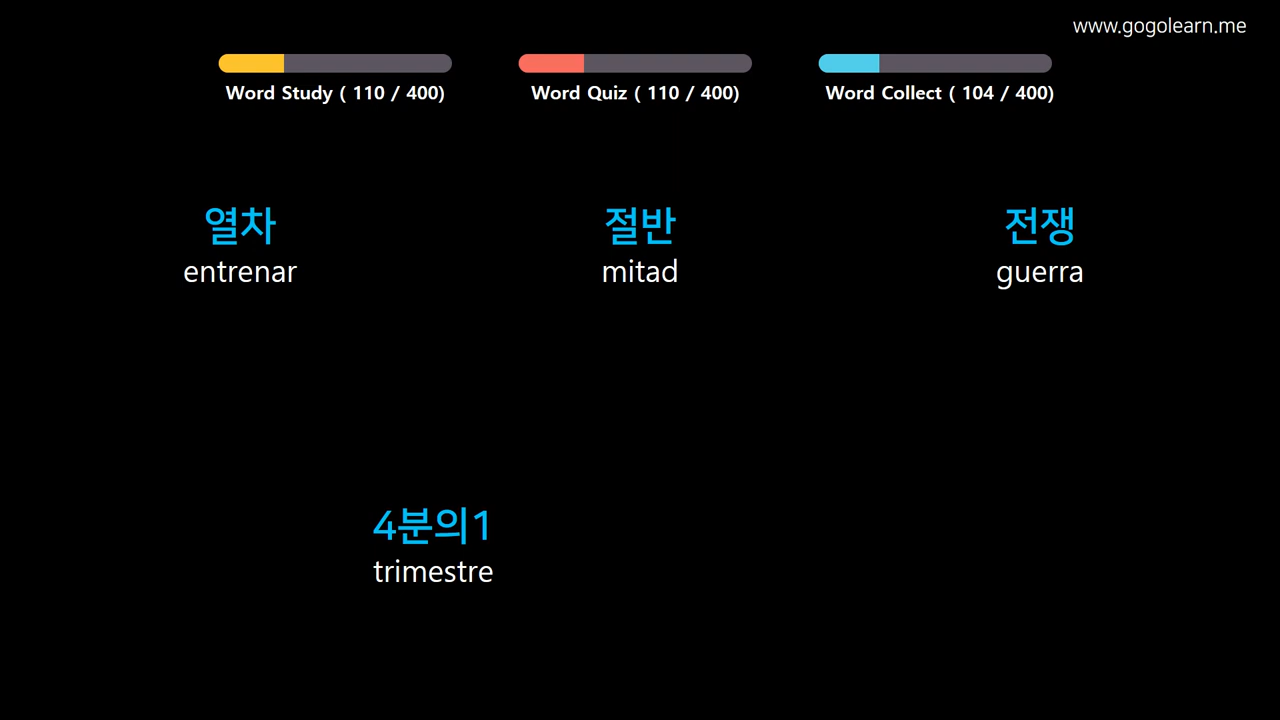 www.gogolearn.me
Word Study ( 110 / 400)
Word Quiz ( 110 / 400)
Word Collect ( 104 / 400)
열차
entrenar
절반
mitad
전쟁
guerra
4분의1
trimestre